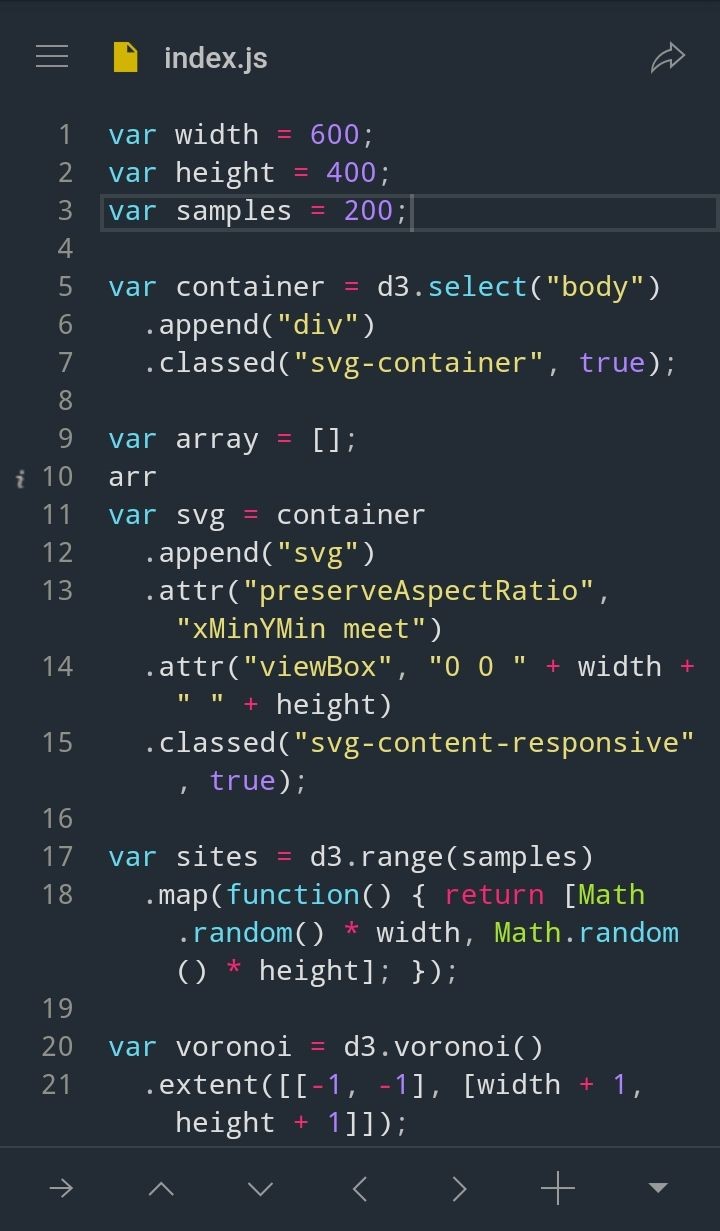 index.js
1 var width = 600;
2 var height = 400;
3 var samples = 200;
4
5 var container = d3.select("body")
6 .append("div")
7 .classed("svg-container", true);
8
9 var array = [];
i 10 arr
11 var svg = container
12 .append("svg")
13 .attr("preserveAspectRatio",
"xMinYMin meet")
14 .attr("viewBox", "0 0 " + width +
" " + height)
15 .classed("svg-content-responsive"
, true);
16
17 var sites = d3.range(samples)
18 .map(function() { return [Math
.random() * width, Math.random
() * height]; });
19
20 var voronoi = d3.voronoi()
21 .extent([[-1, -1], [width + 1,
height + 1]]);